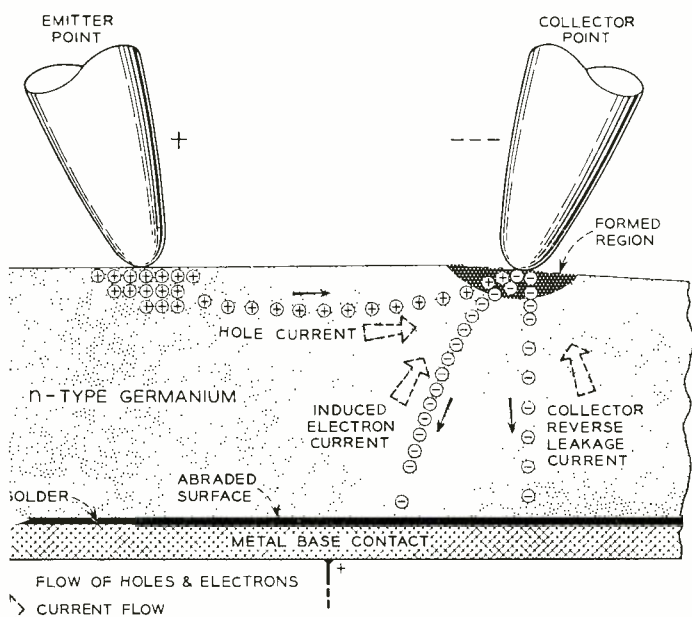 EMITTER
POINT
COLLECTOR
POINT
+
---
FORMED
REGION
HOLE CURRENT
n-TYPE GERMANIUM
INDUCED
ELECTRON
CURRENT
COLLECTOR
REVERSE
LEAKAGE
CURRENT
ABRADED
SURFACE
SOLDER
METAL BASE CONTACT
+
FLOW OF HOLES & ELECTRONS
CURRENT FLOW